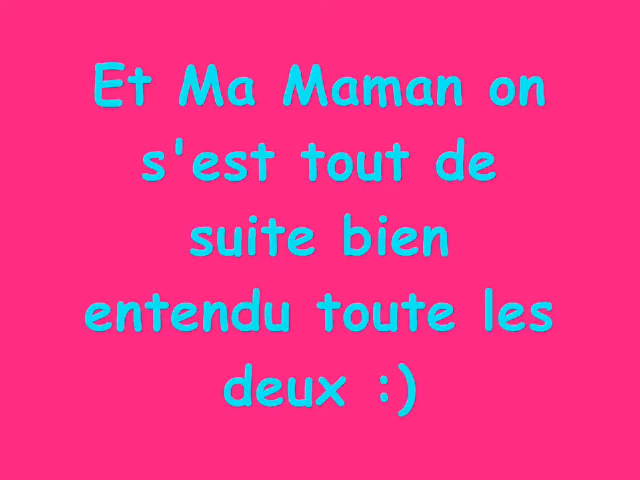 Et Ma Maman on
s'est tout de
suite bien
entendu toute les
deux :)